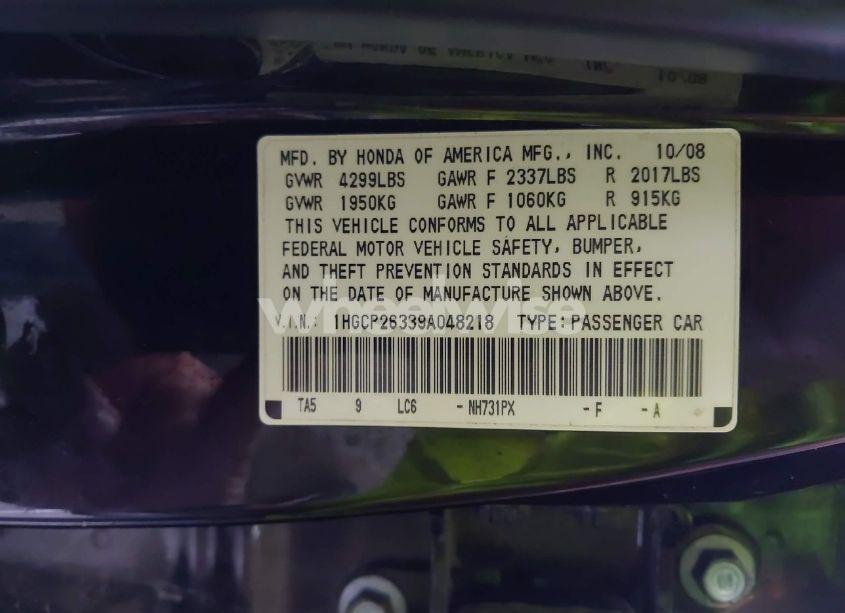 MFD. BY HONDA OF AMERICA MFG., INC. 10/08
GVWR 4299LBS GAWR F 2337LBS R 2017LBS
GVWR 1950KG GAWR F 1060KG R 915KG
THIS VEHICLE CONFORMS TO ALL APPLICABLE
FEDERAL MOTOR VEHICLE SAFETY, BUMPER,
AND THEFT PREVENTION STANDARDS IN EFFECT
ON THE DATE OF MANUFACTURE SHOWN ABOVE.
wheelwise
V.I.N.: 1HGCP26339A048218 TYPE:PASSENGER CAR
TA5 9 LC6 -NH731PX -F -A